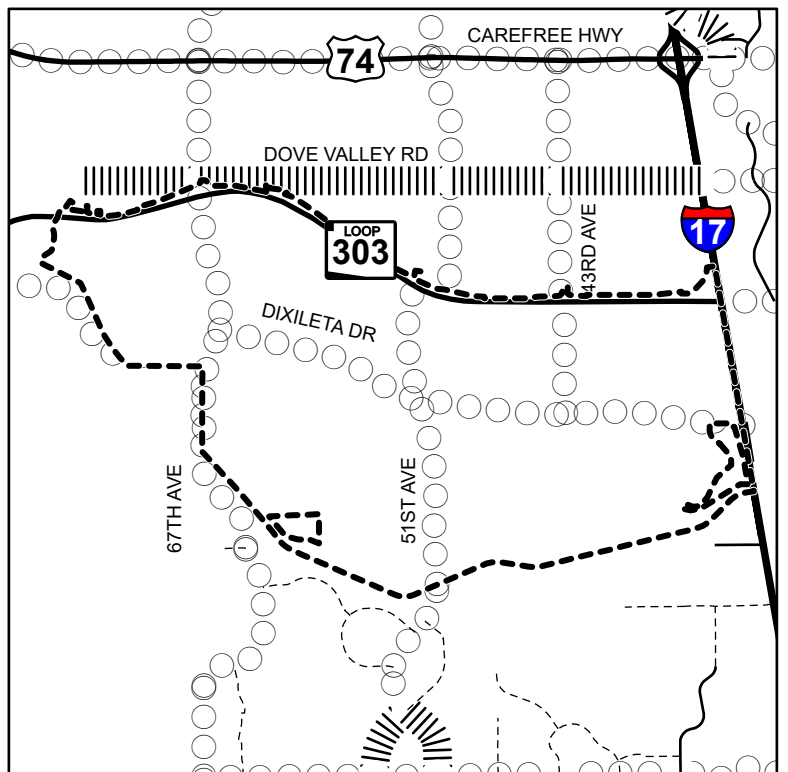 CAREFREE HWY
74
DOVE VALLEY RD
LOOP
303
43RD AVE
17
DIXILETA DR
67TH AVE
51ST AVE